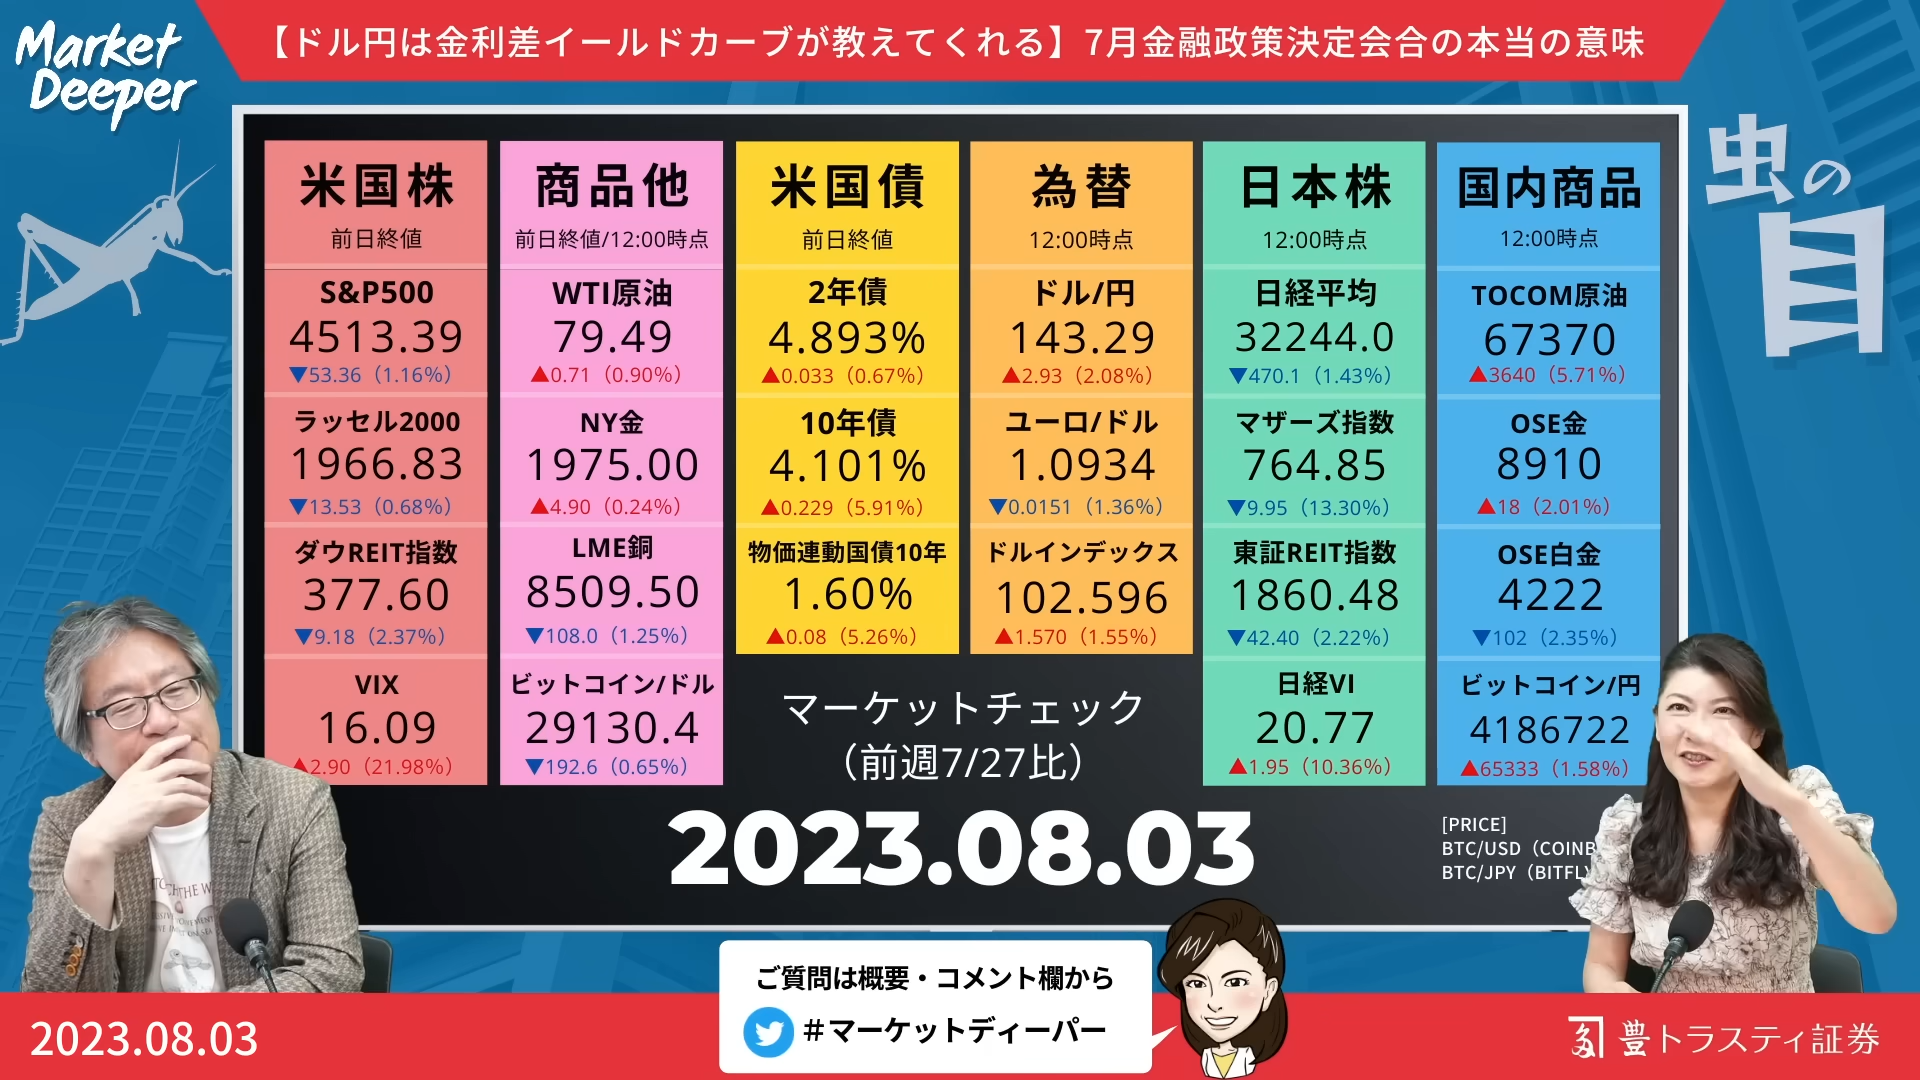 Market
Deeper
【ドル円は金利差イールドカーブが教えてくれる】7月金融政策決定会合の本当の意味
虫の
目
米国株
前日終値
S&P500
4513.39
▼53.36（1.16%）
ラッセル2000
1966.83
▼13.53（0.68%）
ダウREIT指数
377.60
▼9.18（2.37%）
VIX
16.09
▲2.90（21.98%）
商品他
前日終値/12:00時点
WTI原油
79.49
▲0.71（0.90%）
NY金
1975.00
▲4.90（0.24%）
LME銅
8509.50
▼108.0（1.25%）
ビットコイン/ドル
29130.4
▼192.6（0.65%）
米国債
前日終値
2年債
4.893%
▲0.033（0.67%）
10年債
4.101%
▲0.229（5.91%）
物価連動国債10年
1.60%
▲0.08（5.26%）
為替
12:00時点
ドル/円
143.29
▲2.93（2.08%）
ユーロ/ドル
1.0934
▼0.0151（1.36%）
ドルインデックス
102.596
▲1.570（1.55%）
日本株
12:00時点
日経平均
32244.0
▼470.1（1.43%）
マザーズ指数
764.85
▼9.95（13.30%）
東証REIT指数
1860.48
▼42.40（2.22%）
日経VI
20.77
▲1.95（10.36%）
国内商品
12:00時点
TOCOM原油
67370
▲3640（5.71%）
OSE金
8910
▲18（2.01%）
OSE白金
4222
▼102（2.35%）
ビットコイン/円
4186722
▲65333（1.58%）
マーケットチェック
（前週7/27比）
2023.08.03
[PRICE]
BTC/USD（COINB
BTC/JPY（BITFLY
ご質問は概要・コメント欄から
#マーケットディーパー
2023.08.03
豊トラスティ証券